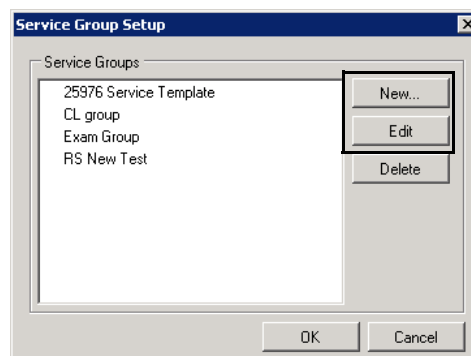 Service Group Setup
Service Groups
25976 Service Template
CL group
Exam Group
RS New Test
New...
Edit
Delete
OK
Cancel